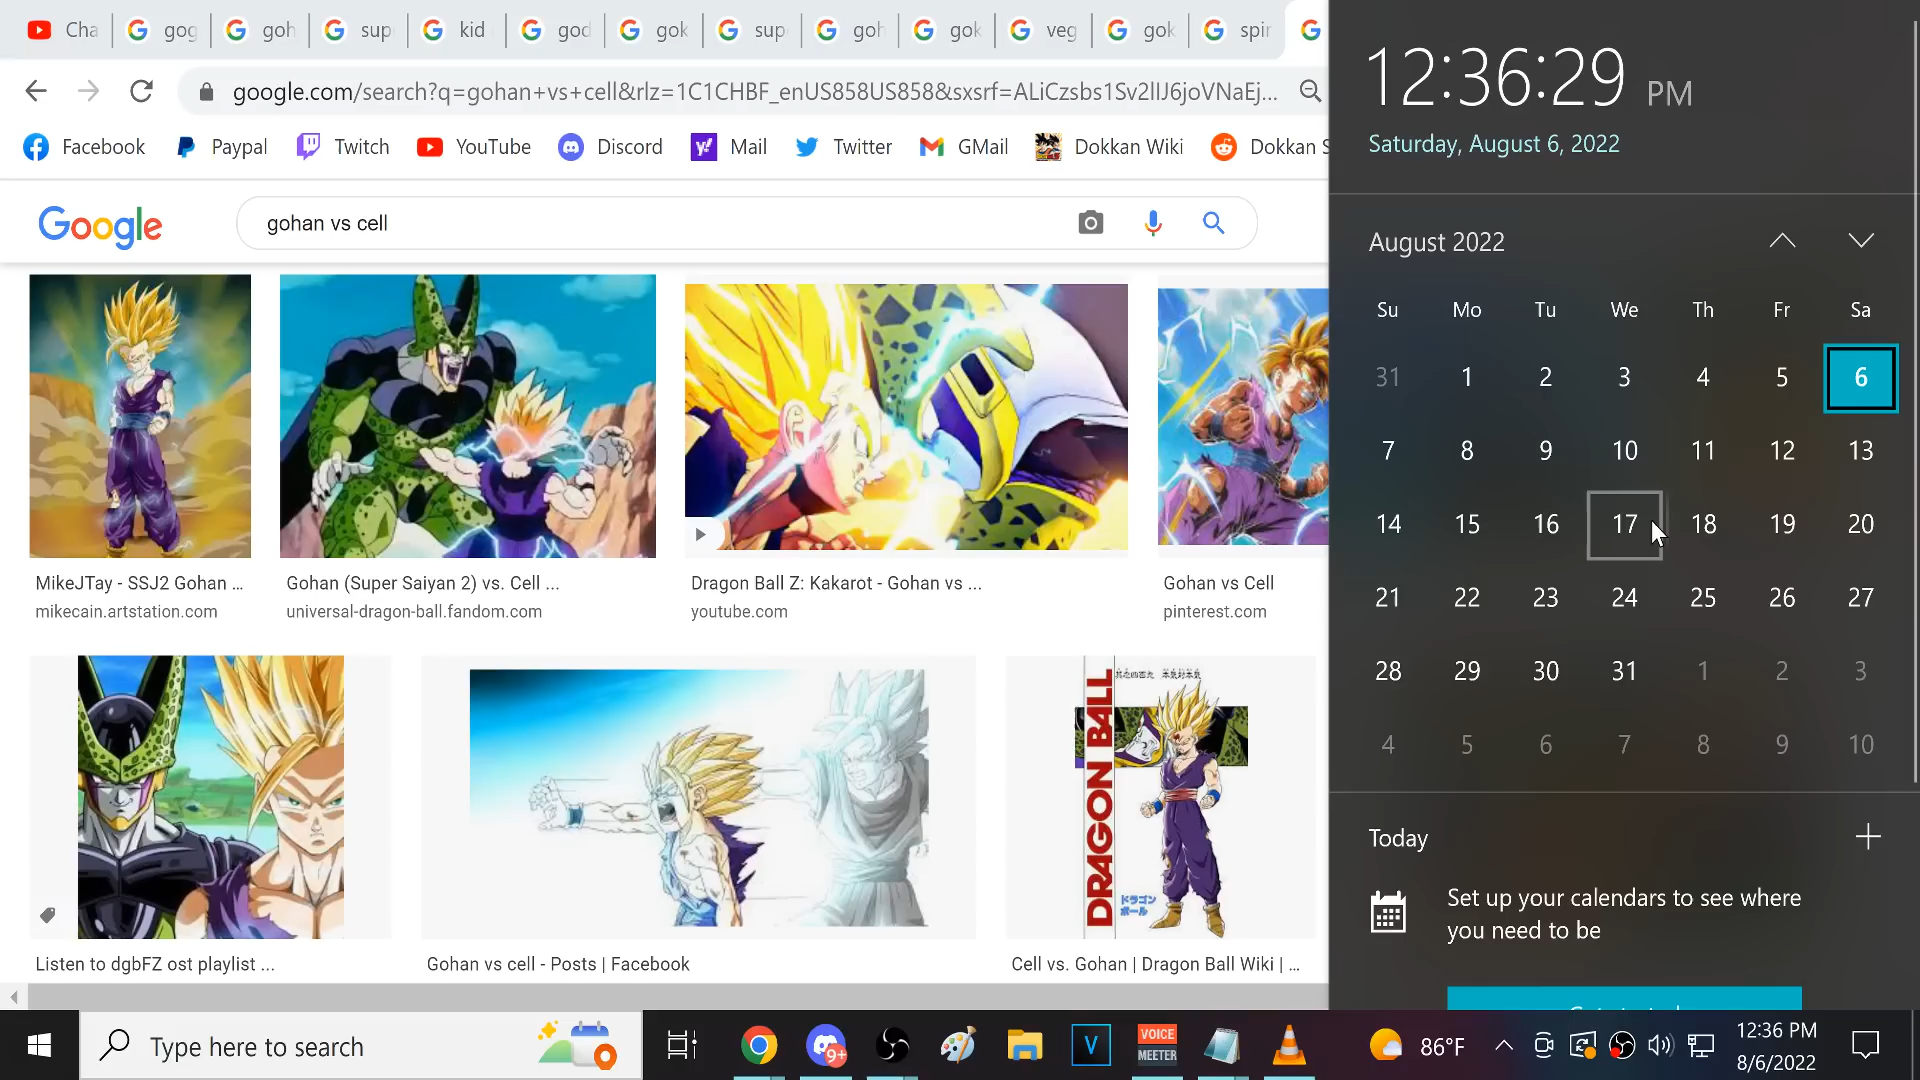 Cha
gog
goh
sup
kid
god
gok
sup
goh
gok
veg
gok
spir
google.com/search?q=gohan+vs+cell&rlz=1C1CHBF_enUS858US858&sxsrf=ALiCzsbs1Sv2lIJ6joVNaEj...
Facebook
Paypal
Twitch
YouTube
Discord
Mail
Twitter
GMail
Dokkan Wiki
Dokkan S
Google
gohan vs cell
MikeJTay - SSJ2 Gohan ...
mikecain.artstation.com
Gohan (Super Saiyan 2) vs. Cell ...
universal-dragon-ball.fandom.com
Dragon Ball Z: Kakarot - Gohan vs ...
youtube.com
Gohan vs Cell
pinterest.com
DRAGON BALL
ドラゴン
ボール
Listen to dgbFZ ost playlist ...
Gohan vs cell - Posts | Facebook
Cell vs. Gohan | Dragon Ball Wiki | ...
12:36:29 PM
Saturday, August 6, 2022
August 2022
Su Mo Tu We Th Fr Sa
31 1 2 3 4 5 6
7 8 9 10 11 12 13
14 15 16 17 18 19 20
21 22 23 24 25 26 27
28 29 30 31 1 2 3
4 5 6 7 8 9 10
Today
Set up your calendars to see where
you need to be
Type here to search
9+
V
VOICE
MEETER
86°F
12:36 PM
8/6/2022